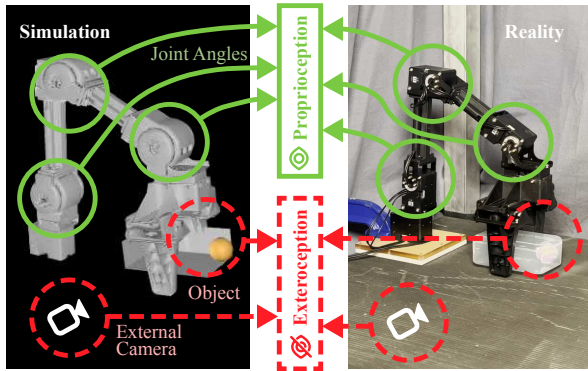 Simulation
Reality
Joint Angles
Proprioception
Exteroception
Object
External
Camera